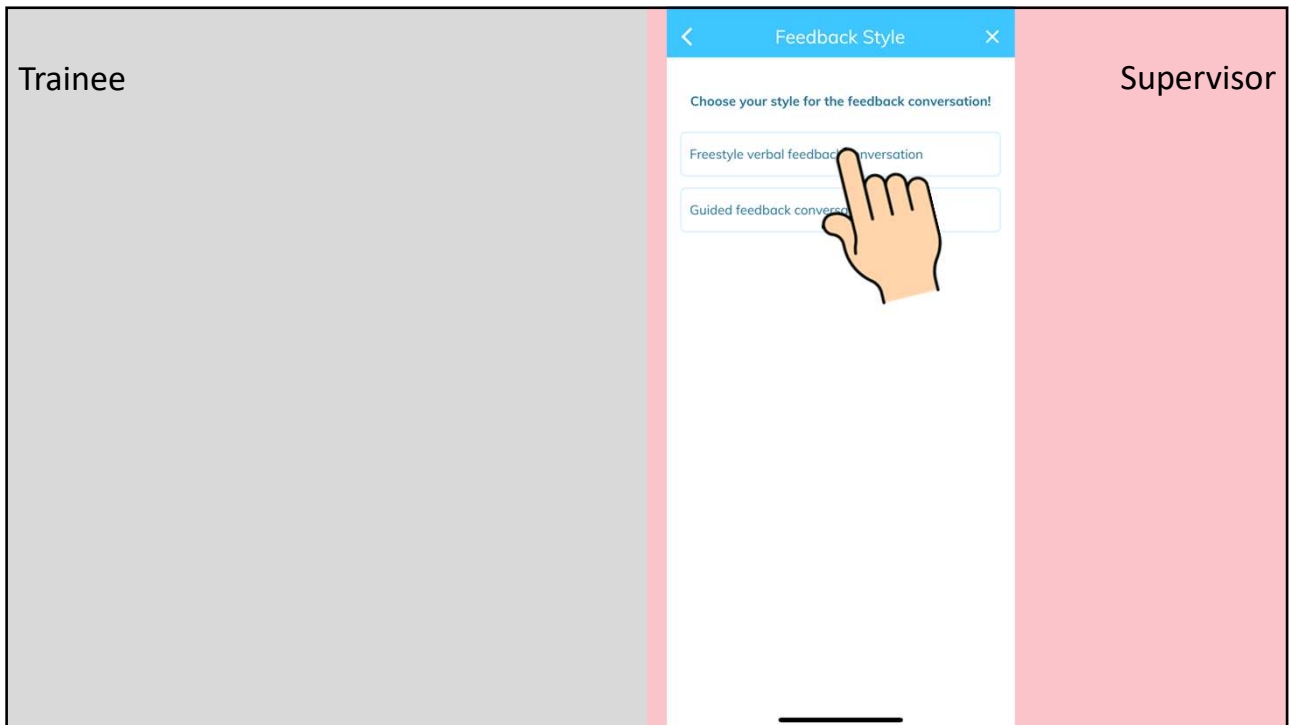 Trainee
Feedback Style
Supervisor
Choose your style for the feedback conversation!
Freestyle verbal feedback
Guided feedback